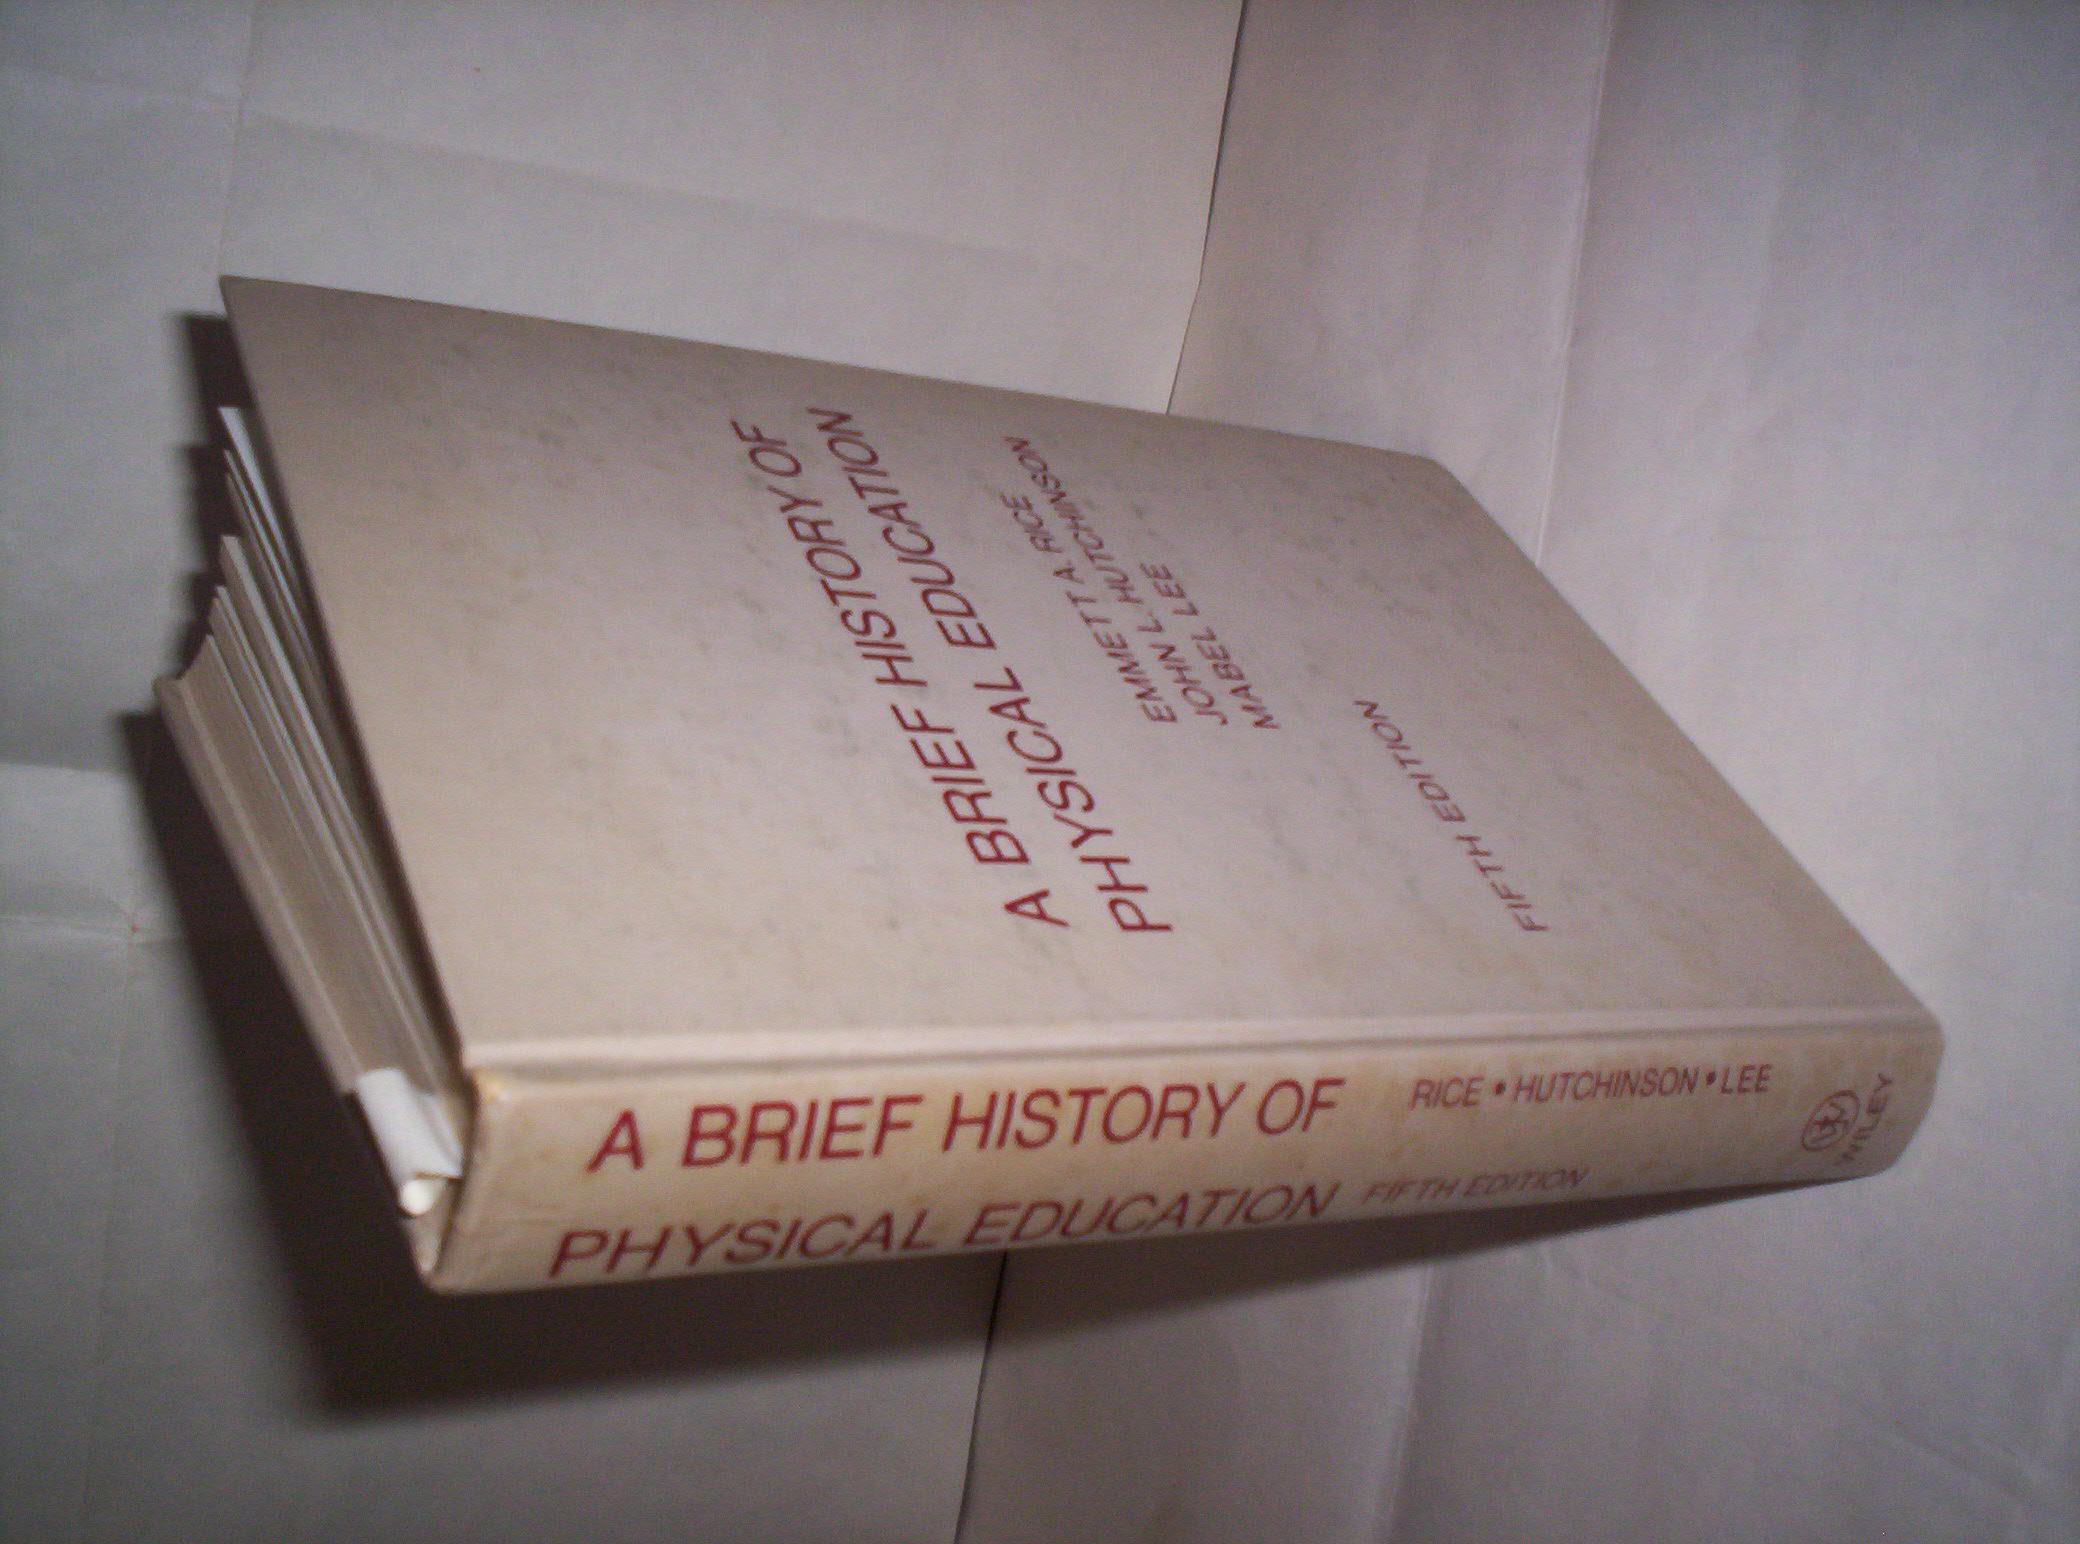 A BRIEF HISTORY OF
PHYSICAL EDUCATION
EMMETT A. RICE
JOHN L. HUTCHINSON
MABEL LEE
FIFTH EDITION
A BRIEF HISTORY OF
PHYSICAL EDUCATION
RICE • HUTCHINSON • LEE
FIFTH EDITION
WILEY